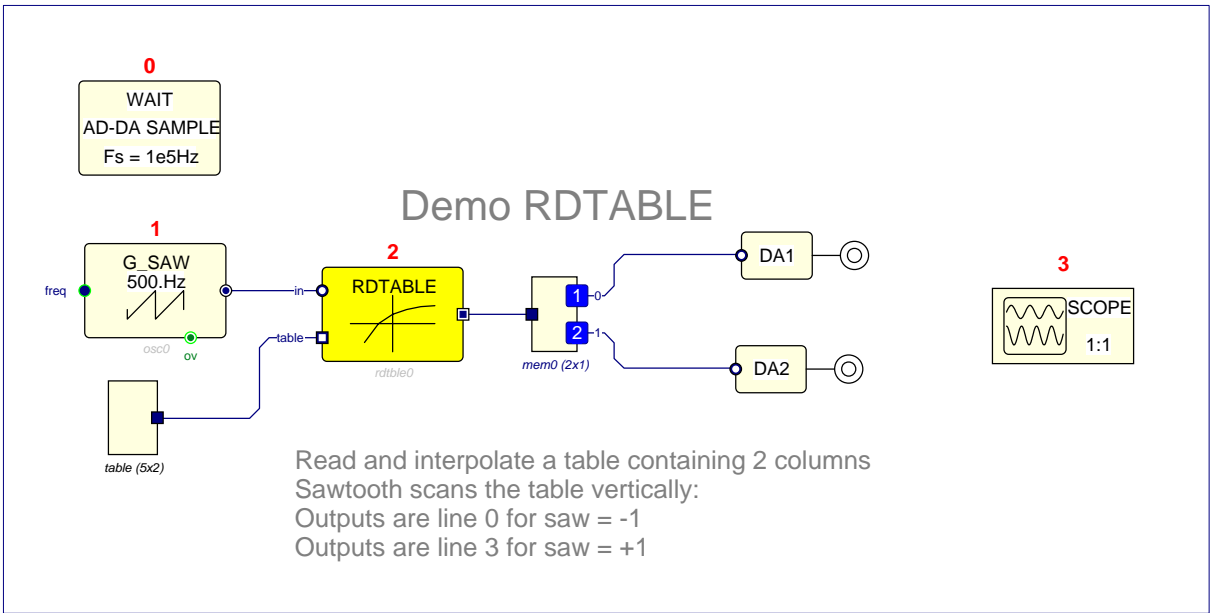 0
WAIT
AD-DA SAMPLE
Fs = 1e5Hz
Demo RDTABLE
1
G_SAW
500.Hz
freq
osc0
ov
2
RDTABLE
in
table
rdtble0
1
0
2
1
mem0 (2x1)
DA1
DA2
3
SCOPE
1:1
table (5x2)
Read and interpolate a table containing 2 columns
Sawtooth scans the table vertically:
Outputs are line 0 for saw = -1
Outputs are line 3 for saw = +1